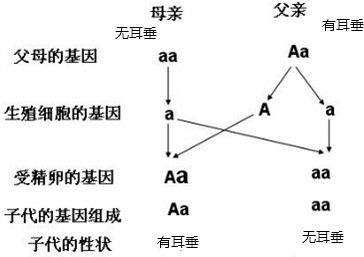 母亲 父亲
无耳垂 有耳垂
父母的基因 aa Aa
生殖细胞的基因 a A a
受精卵的基因 Aa aa
子代的基因组成 Aa aa
子代的性状 有耳垂 无耳垂